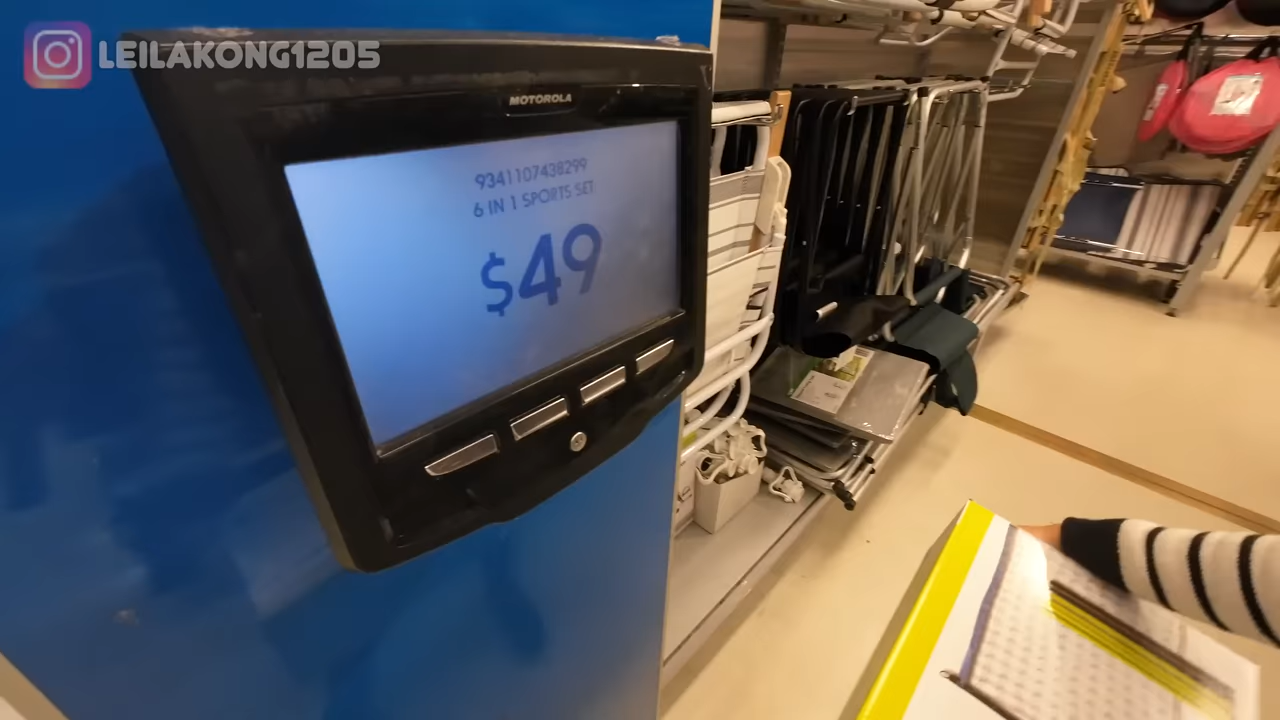 LEILAKONG1205
MOTOROLA
9341107438299
6 IN 1 SPORTS SET
$49